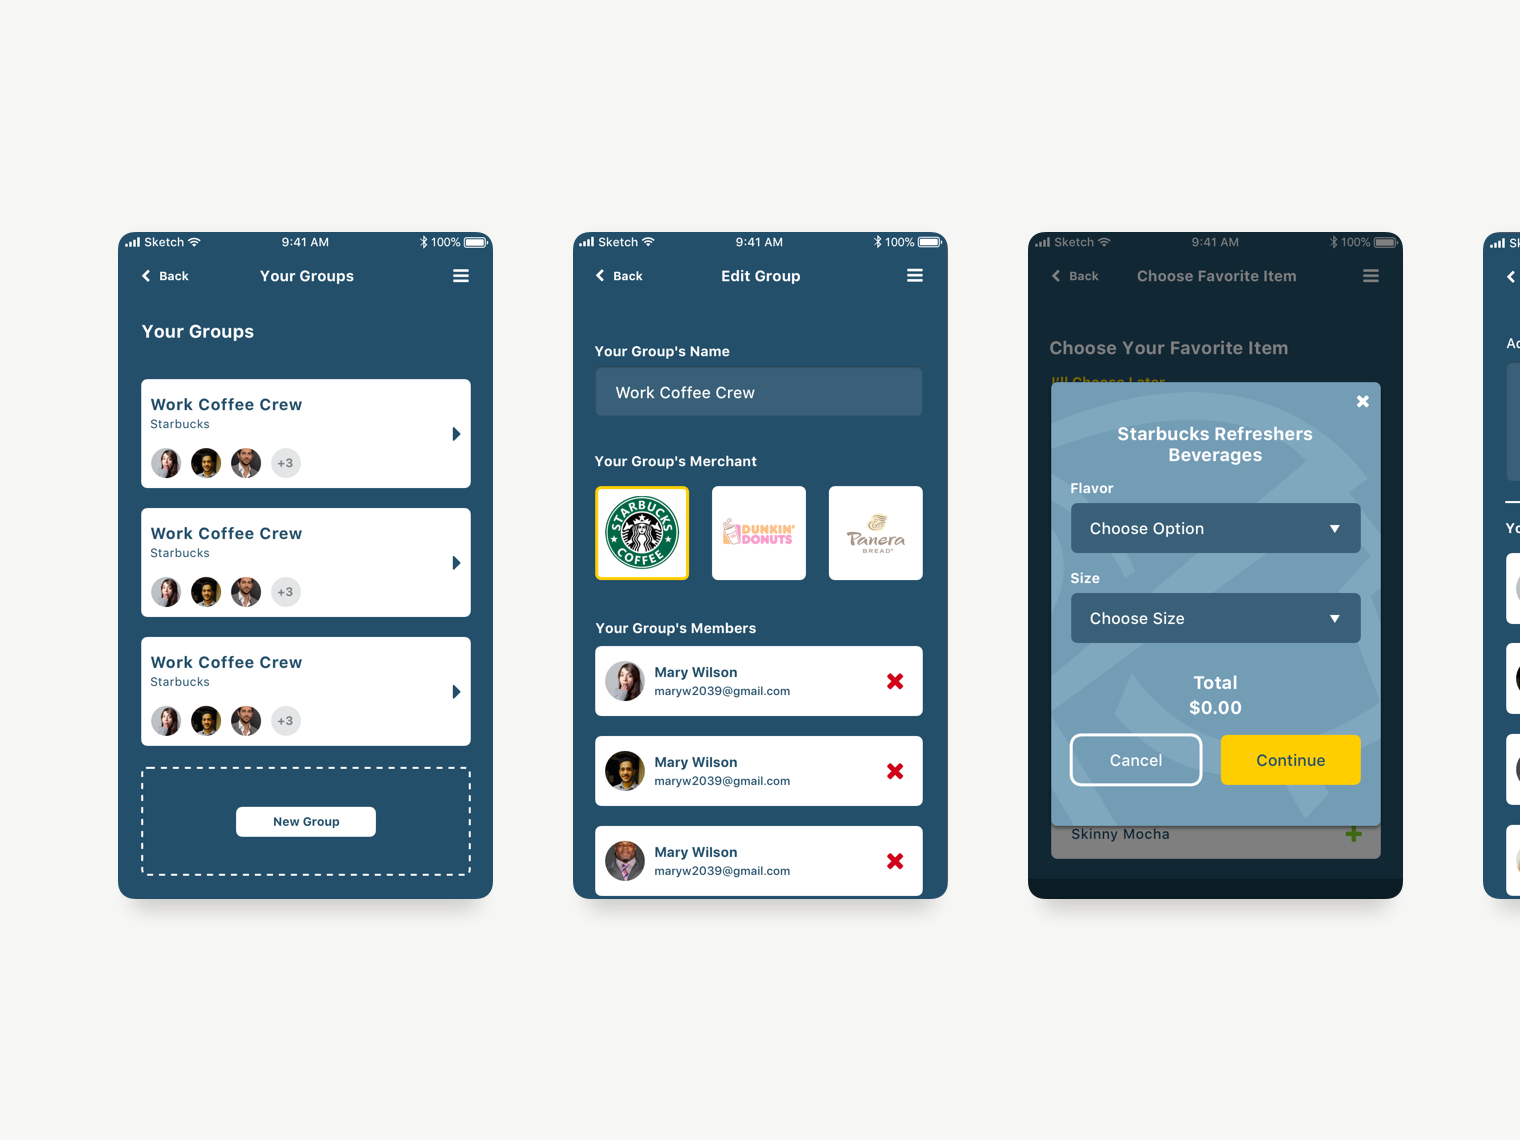 Sketch 9:41 AM 100%
Back Your Groups
Your Groups
Work Coffee Crew
Starbucks
+3
Work Coffee Crew
Starbucks
+3
Work Coffee Crew
Starbucks
+3
New Group
Sketch 9:41 AM 100%
Back Edit Group
Your Group's Name
Work Coffee Crew
Your Group's Merchant
STARBUCKS
COFFEE
DUNKIN'
DONUTS
Panera
BREAD
Your Group's Members
Mary Wilson
maryw2039@gmail.com
Mary Wilson
maryw2039@gmail.com
Mary Wilson
maryw2039@gmail.com
Sketch 9:41 AM 100%
Back Choose Favorite Item
Choose Your Favorite Item
I'll Choose Later
Starbucks Refreshers
Beverages
Flavor
Choose Option
Size
Choose Size
Total
$0.00
Cancel Continue
Skinny Mocha